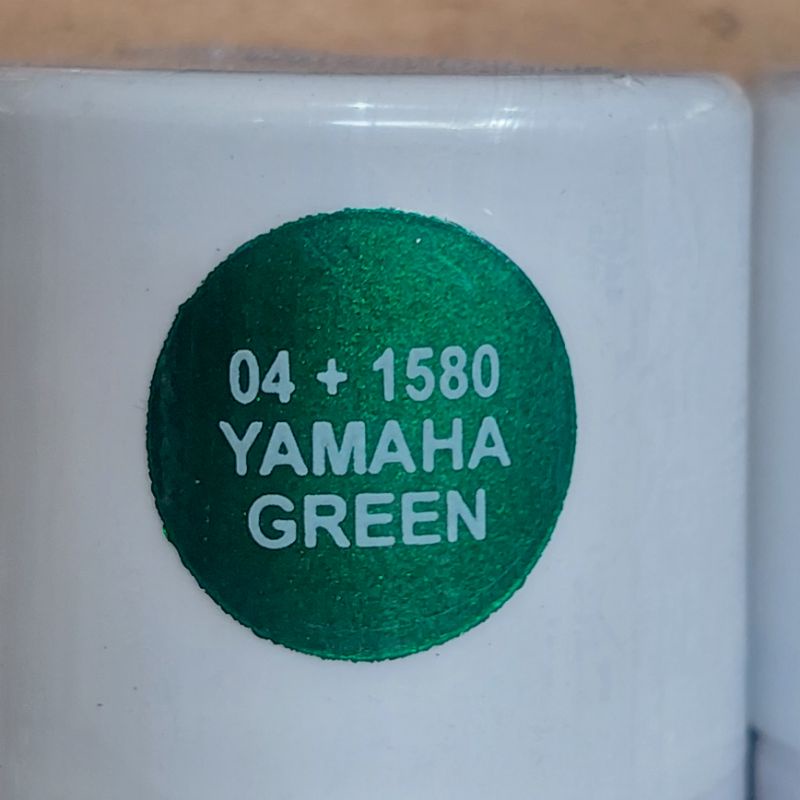 04 + 1580
YAMAHA
GREEN